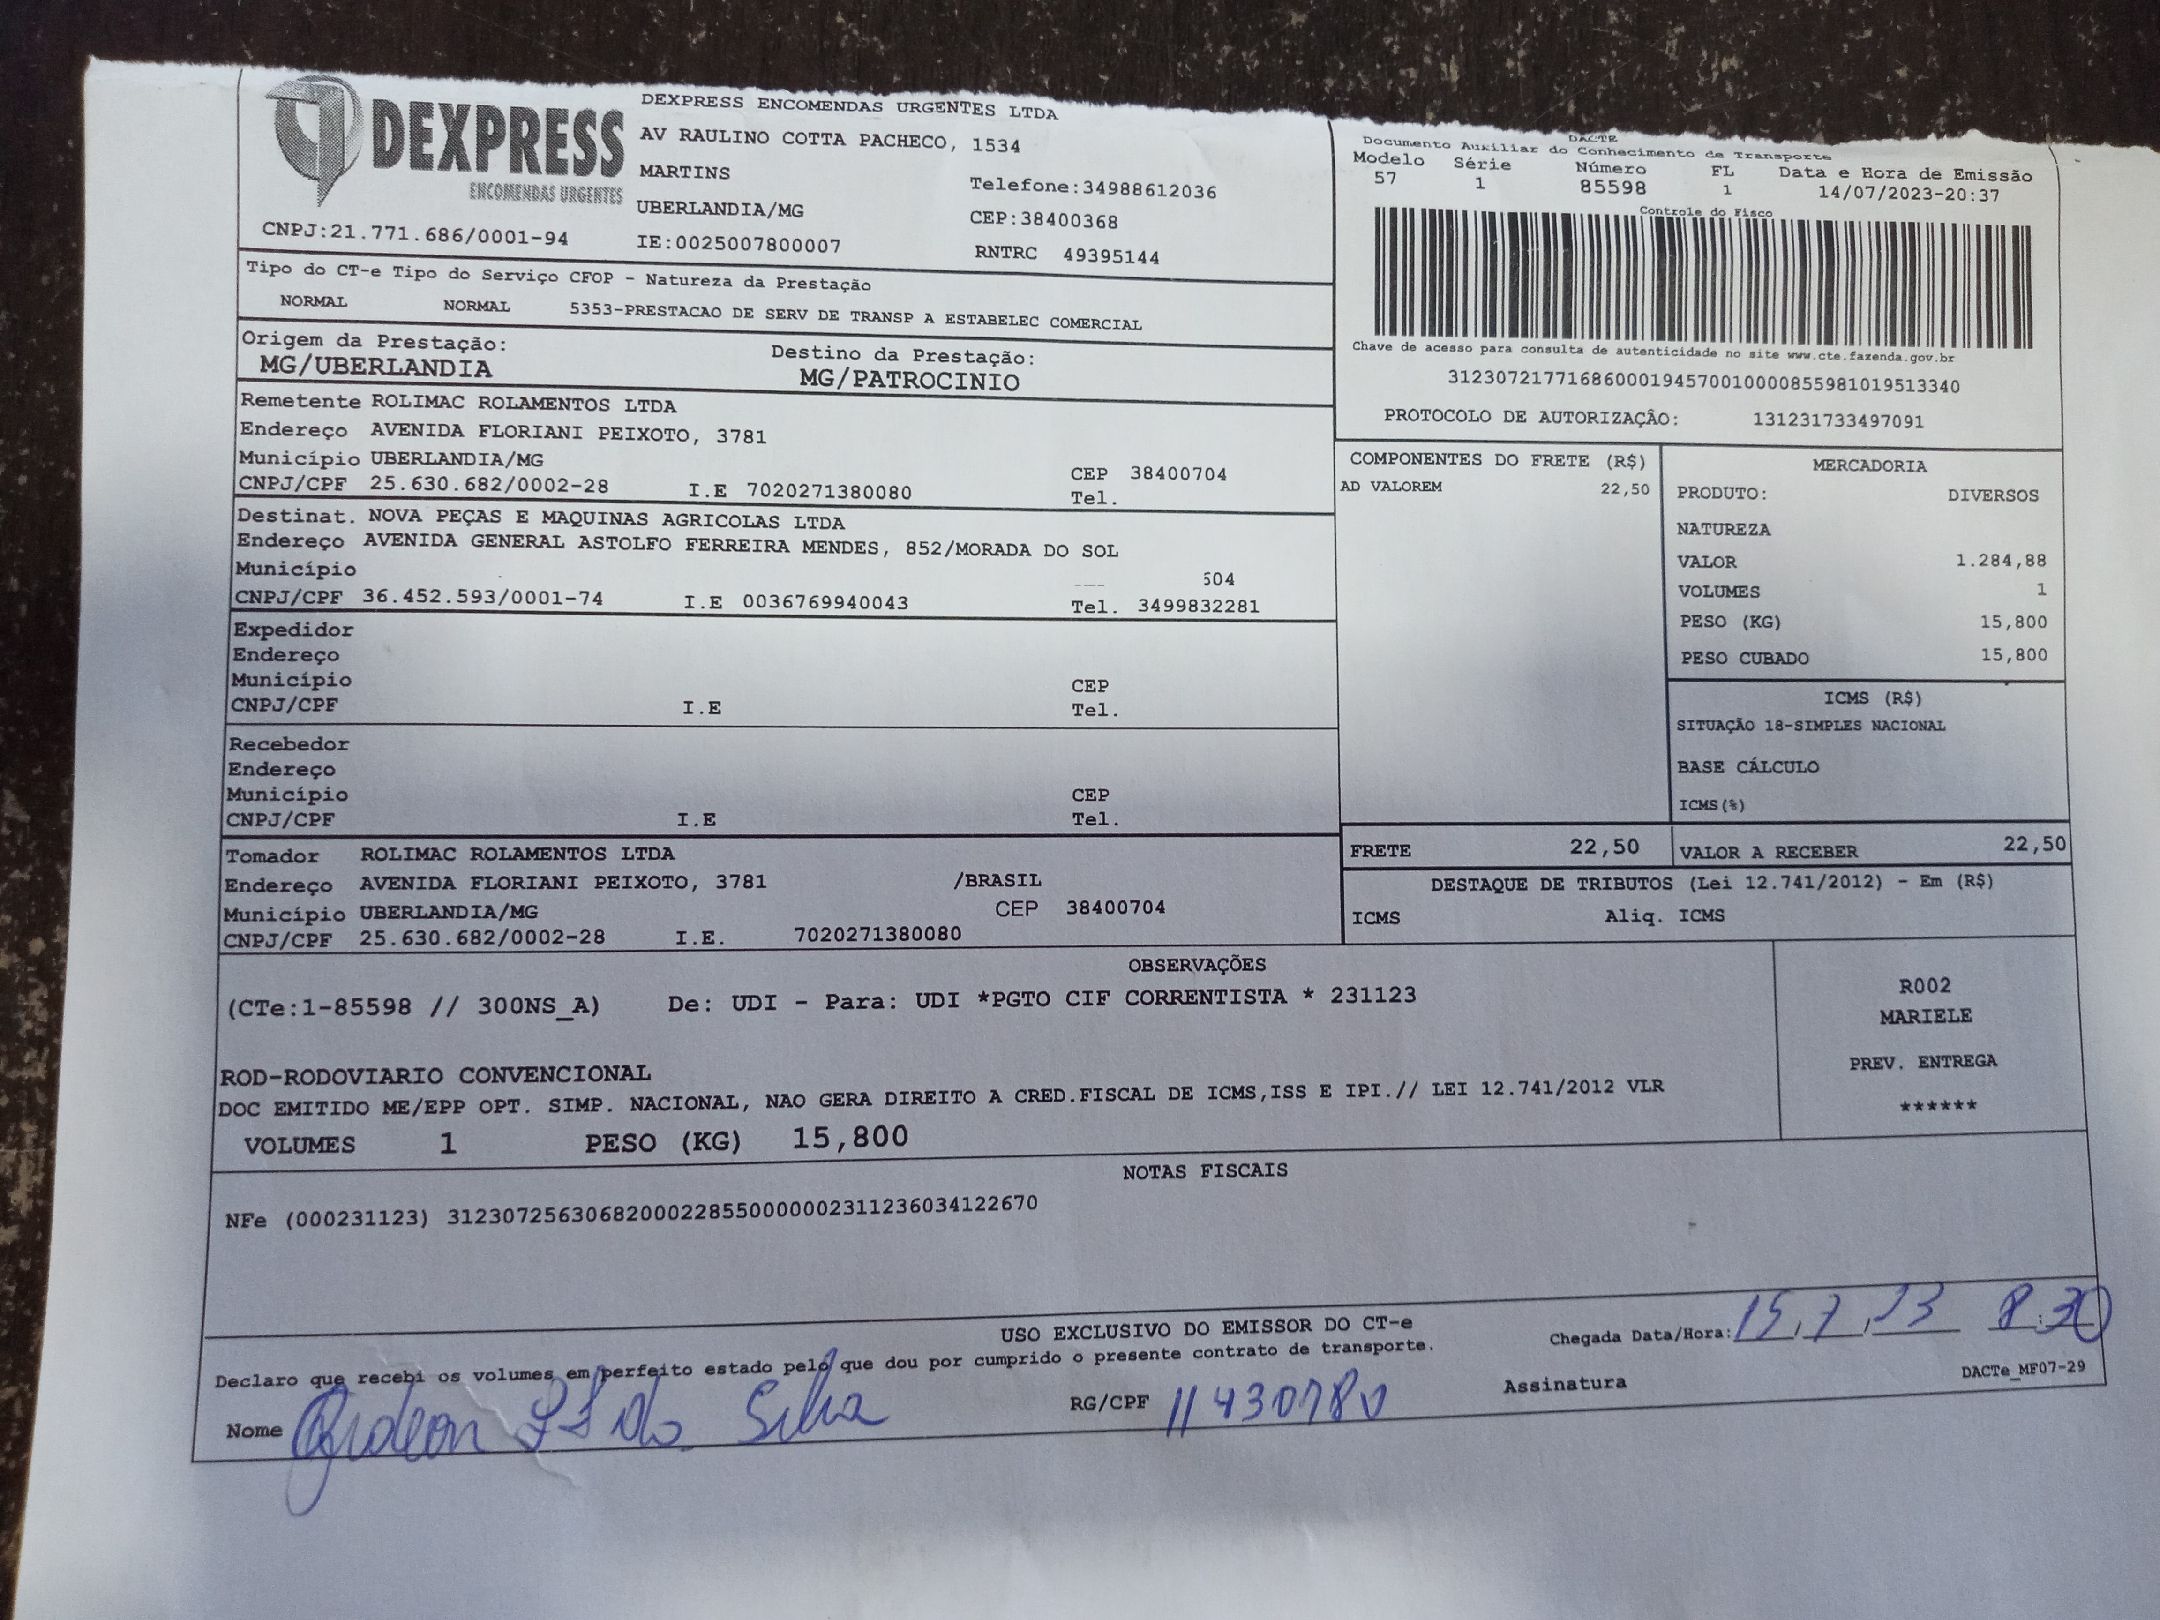 DEXPRESS
ENCOMENDAS URGENTES
CNPJ:21.771.686/0001-94
DEXPRESS ENCOMENDAS URGENTES LTDA
AV RAULINO COTTA PACHECO, 1534
MARTINS
Telefone:34988612036
UBERLANDIA/MG
CEP:38400368
IE:0025007800007
RNTRC 49395144
DACTE
Documento Auxiliar do Conhecimento de Transporte
Modelo Série Número FL Data e Hora de Emissão
57 1 85598 1 14/07/2023-20:37
Controle do Fisco
Chave de acesso para consulta de autenticidade no site www.cte.fazenda.gov.br
31230721771686000194570010000855981019513340
PROTOCOLO DE AUTORIZAÇÃO: 131231733497091
Tipo do CT-e Tipo do Serviço CFOP - Natureza da Prestação
NORMAL NORMAL 5353-PRESTACAO DE SERV DE TRANSP A ESTABELEC COMERCIAL
Origem da Prestação: Destino da Prestação:
MG/UBERLANDIA MG/PATROCINIO
Remetente ROLIMAC ROLAMENTOS LTDA
Endereço AVENIDA FLORIANI PEIXOTO, 3781
Município UBERLANDIA/MG CEP 38400704
CNPJ/CPF 25.630.682/0002-28 I.E 7020271380080 Tel.
Destinat. NOVA PEÇAS E MAQUINAS AGRICOLAS LTDA
Endereço AVENIDA GENERAL ASTOLFO FERREIRA MENDES, 852/MORADA DO SOL
Município 504
CNPJ/CPF 36.452.593/0001-74 I.E 0036769940043 Tel. 3499832281
Expedidor
Endereço
Município CEP
CNPJ/CPF I.E Tel.
Recebedor
Endereço
Município CEP
CNPJ/CPF I.E Tel.
Tomador ROLIMAC ROLAMENTOS LTDA
Endereço AVENIDA FLORIANI PEIXOTO, 3781 /BRASIL
Município UBERLANDIA/MG CEP 38400704
CNPJ/CPF 25.630.682/0002-28 I.E. 7020271380080
COMPONENTES DO FRETE (R$)
AD VALOREM 22,50
MERCADORIA
PRODUTO: DIVERSOS
NATUREZA
VALOR 1.284,88
VOLUMES 1
PESO (KG) 15,800
PESO CUBADO 15,800
ICMS (R$)
SITUAÇÃO 18-SIMPLES NACIONAL
BASE CÁLCULO
ICMS(%)
FRETE 22,50 VALOR A RECEBER 22,50
DESTAQUE DE TRIBUTOS (Lei 12.741/2012) - Em (R$)
ICMS Aliq. ICMS
OBSERVAÇÕES
(CTe:1-85598 // 300NS_A) De: UDI - Para: UDI *PGTO CIF CORRENTISTA * 231123
ROD-RODOVIARIO CONVENCIONAL
DOC EMITIDO ME/EPP OPT. SIMP. NACIONAL, NAO GERA DIREITO A CRED.FISCAL DE ICMS,ISS E IPI.// LEI 12.741/2012 VLR
VOLUMES 1 PESO (KG) 15,800
R002
MARIELE
PREV. ENTREGA
******
NOTAS FISCAIS
NFe (000231123) 31230725630682000228550000002311236034122670
USO EXCLUSIVO DO EMISSOR DO CT-e
Chegada Data/Hora: 15,7,23 8:30
Declaro que recebi os volumes em perfeito estado pelo que dou por cumprido o presente contrato de transporte.
Nome da Silva RG/CPF 11430780 Assinatura
DACTe_MF07-29